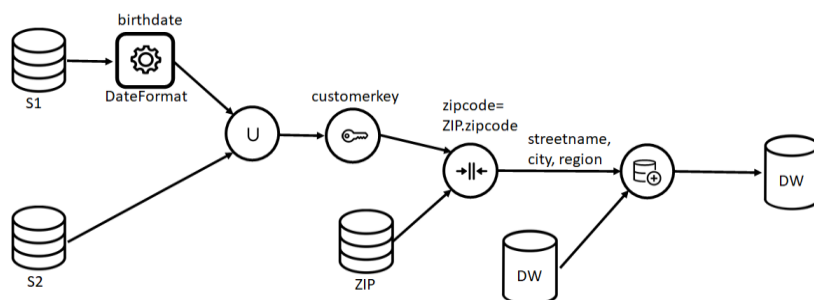 birthdate
S1
DateFormat
U
customerkey
zipcode=
ZIP.zipcode
streetname,
city, region
DW
S2
ZIP
DW